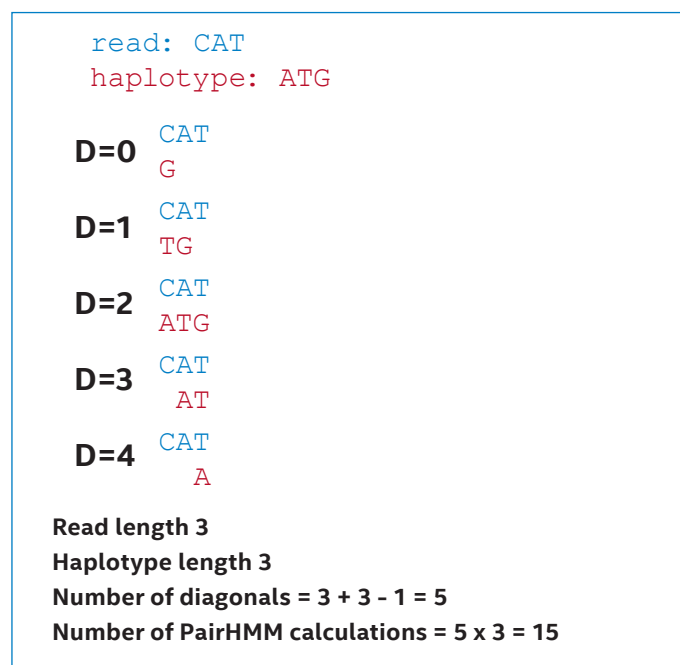 read: CAT
haplotype: ATG
D=0 CAT
G
D=1 CAT
TG
D=2 CAT
ATG
D=3 CAT
AT
D=4 CAT
A
Read length 3
Haplotype length 3
Number of diagonals = 3 + 3 - 1 = 5
Number of PairHMM calculations = 5 x 3 = 15